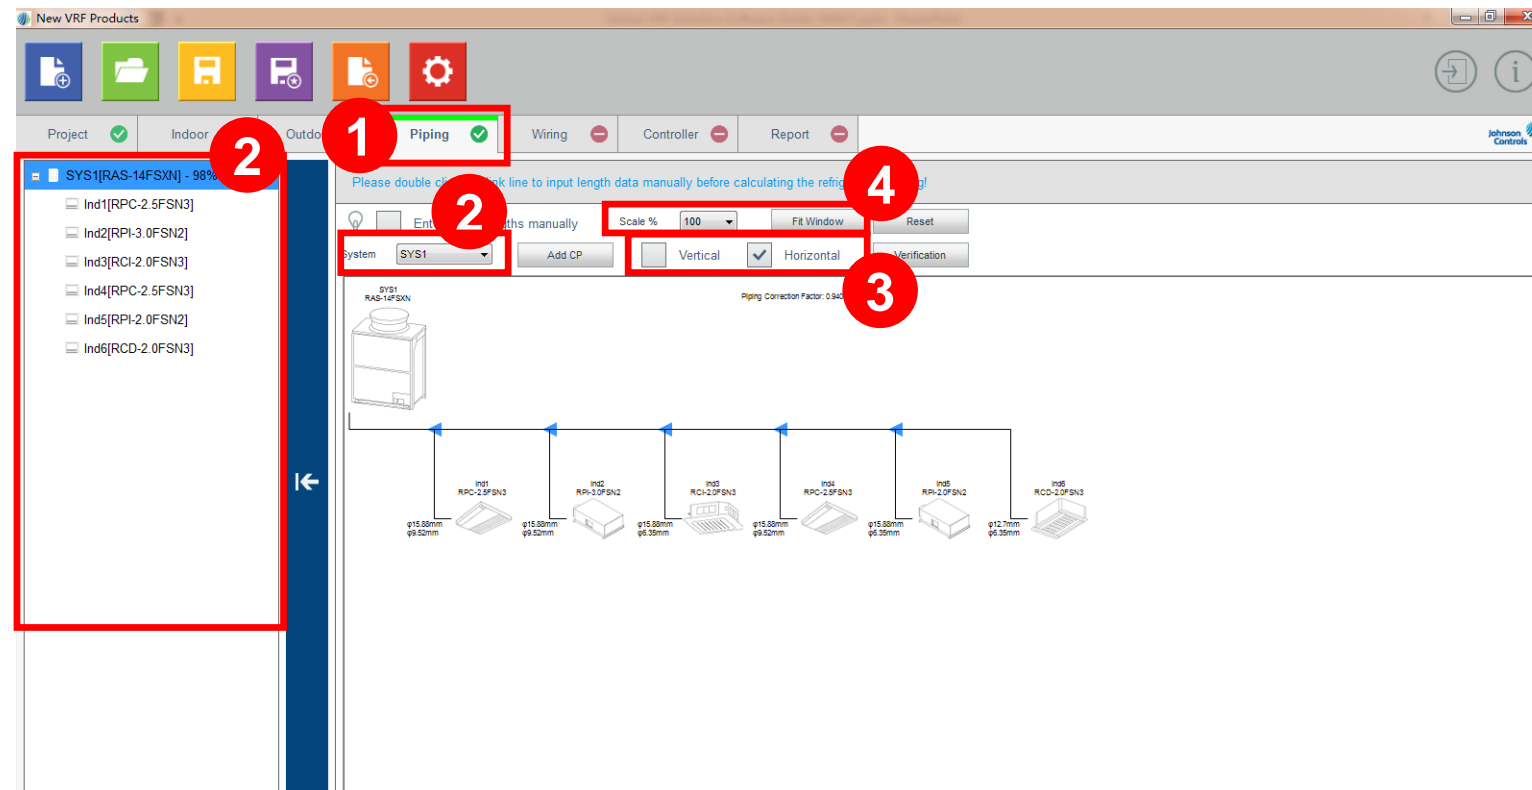 New VRF Products
1
Project
Indoor
Outdo
Piping
Wiring
Controller
Report
Johnson
Controls
2
SYS1[RAS-14FSXN] - 98%
Ind1[RPC-2.5FSN3]
Ind2[RPI-3.0FSN2]
Ind3[RCI-2.0FSN3]
Ind4[RPC-2.5FSN3]
Ind5[RPI-2.0FSN2]
Ind6[RCD-2.0FSN3]
Please double cli nk line to input length data manually before calculating the refrig g!
4
Ent ths manually
2
Scale %
100
Fit Window
Reset
System
SYS1
Add CP
Vertical
Horizontal
Verification
3
SYS1
RAS-14FSXN
Piping Correction Factor: 0.940
Ind1
RPC-2.5FSN3
Ind2
RPI-3.0FSN2
Ind3
RCI-2.0FSN3
Ind4
RPC-2.5FSN3
Ind5
RPI-2.0FSN2
Ind6
RCD-2.0FSN3
φ15.88mm
φ9.52mm
φ15.88mm
φ9.52mm
φ15.88mm
φ6.35mm
φ15.88mm
φ9.52mm
φ15.88mm
φ6.35mm
φ12.7mm
φ6.35mm